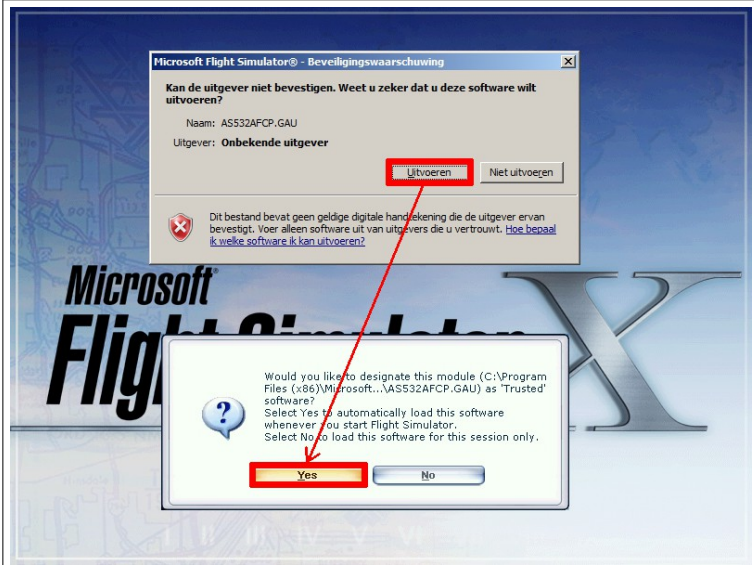 Microsoft Flight Simulator® - Beveiligingswaarschuwing
Kan de uitgever niet bevestigen. Weet u zeker dat u deze software wilt
uitvoeren?
Naam: AS532AFCP.GAU
Uitgever: Onbekende uitgever
Uitvoeren
Niet uitvoeren
Dit bestand bevat geen geldige digitale handtekening die de uitgever ervan
bevestigt. Voer alleen software uit van uitgevers die u vertrouwt. Hoe bepaal
ik welke software ik kan uitvoeren?
Microsoft®
Flight Simulator X
Would you like to designate this module (C:\Program
Files (x86)\Microsoft...\AS532AFCP.GAU) as 'Trusted'
software?
Select Yes to automatically load this software
whenever you start Flight Simulator.
Select No to load this software for this session only.
Yes
No